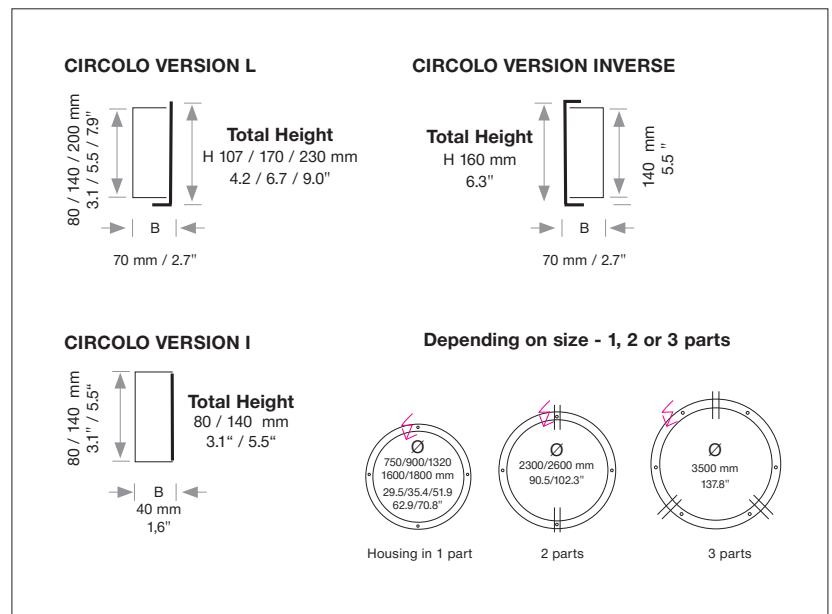 CIRCOLO VERSION L
80 / 140 / 200 mm
3.1 / 5.5 / 7.9"
Total Height
H 107 / 170 / 230 mm
4.2 / 6.7 / 9.0"
B
70 mm / 2.7"
CIRCOLO VERSION INVERSE
Total Height
H 160 mm
6.3"
140 mm
5.5 "
B
70 mm / 2.7"
CIRCOLO VERSION I
80 / 140 mm
3.1" / 5.5“
Total Height
80 / 140 mm
3.1“ / 5.5“
B
40 mm
1,6"
Depending on size - 1, 2 or 3 parts
Ø
750/900/1320
1600/1800 mm
29.5/35.4/51.9
62.9/70.8"
Housing in 1 part
Ø
2300/2600 mm
90.5/102.3"
2 parts
Ø
3500 mm
137.8"
3 parts